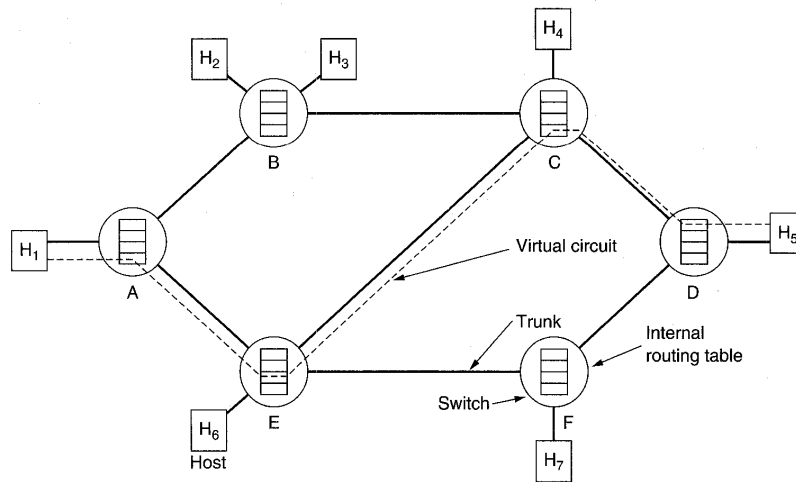 H₂
H₃
H₄
B
C
H₁
H₅
A
D
Virtual circuit
Trunk
Internal
routing table
Switch
E
F
H₆
Host
H₇